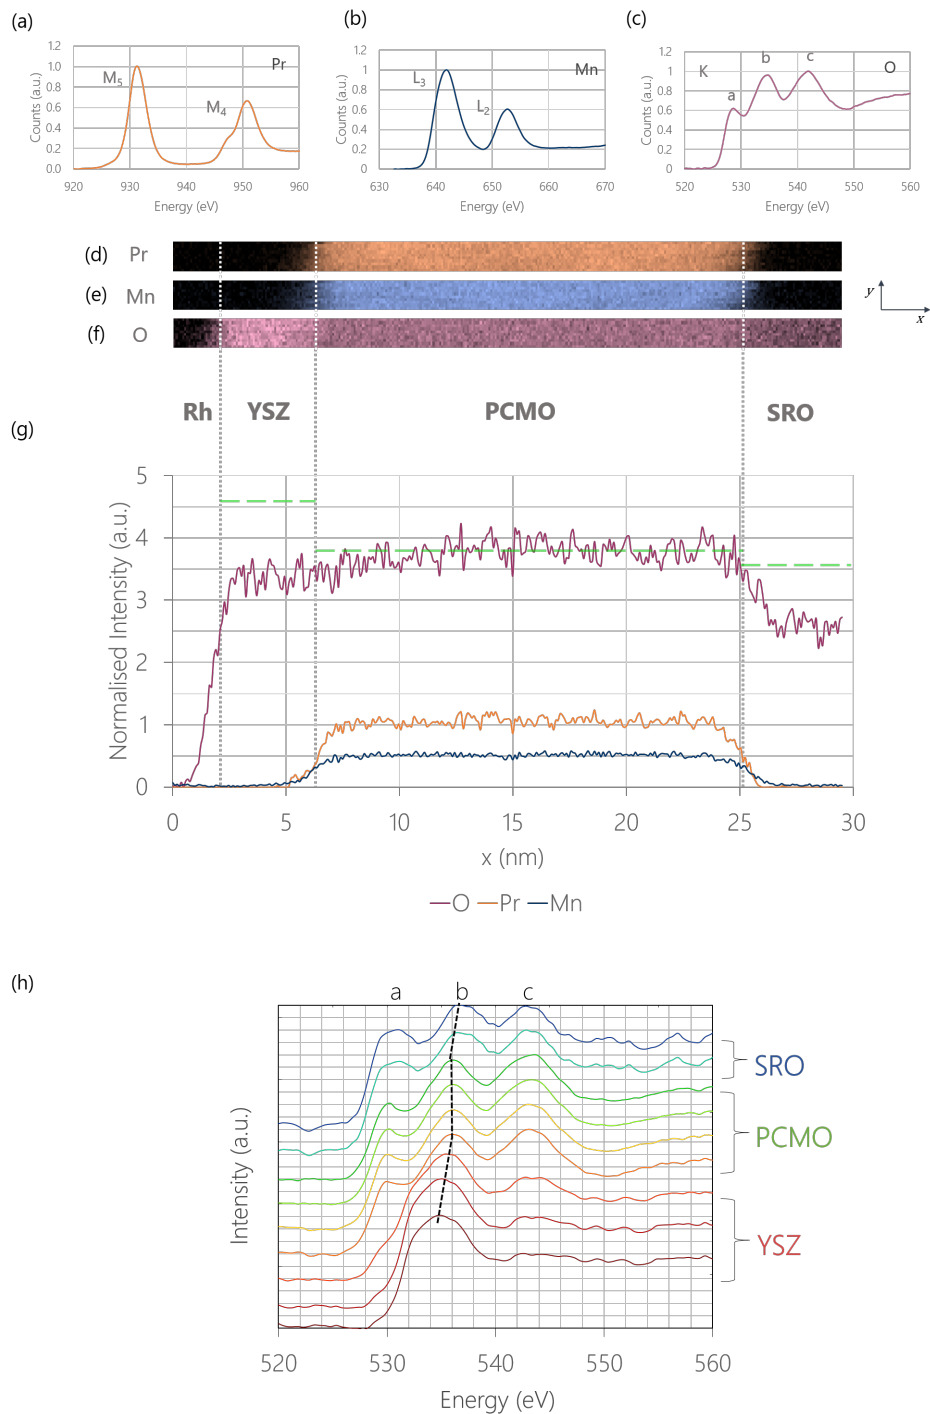 (a)
(b)
(c)
1.2
1.0
0.8
0.6
0.4
0.2
0.0
Counts (a.u.)
M5
M4
Pr
920
930
940
950
960
Energy (eV)
1.2
1
0.8
0.6
0.4
0.2
0
Counts (a.u.)
L3
L2
Mn
630
640
650
660
670
Energy (eV)
1.2
1
0.8
0.6
0.4
0.2
0
Counts (a.u.)
K
a
b
c
O
520
530
540
550
560
Energy (eV)
(d) Pr
(e) Mn
(f) O
y
x
Rh YSZ PCMO SRO
(g)
5
4
3
2
1
0
Normalised Intensity (a.u.)
0 5 10 15 20 25 30
x (nm)
O Pr Mn
(h)
a b c
SRO
PCMO
YSZ
Intensity (a.u.)
520 530 540 550 560
Energy (eV)